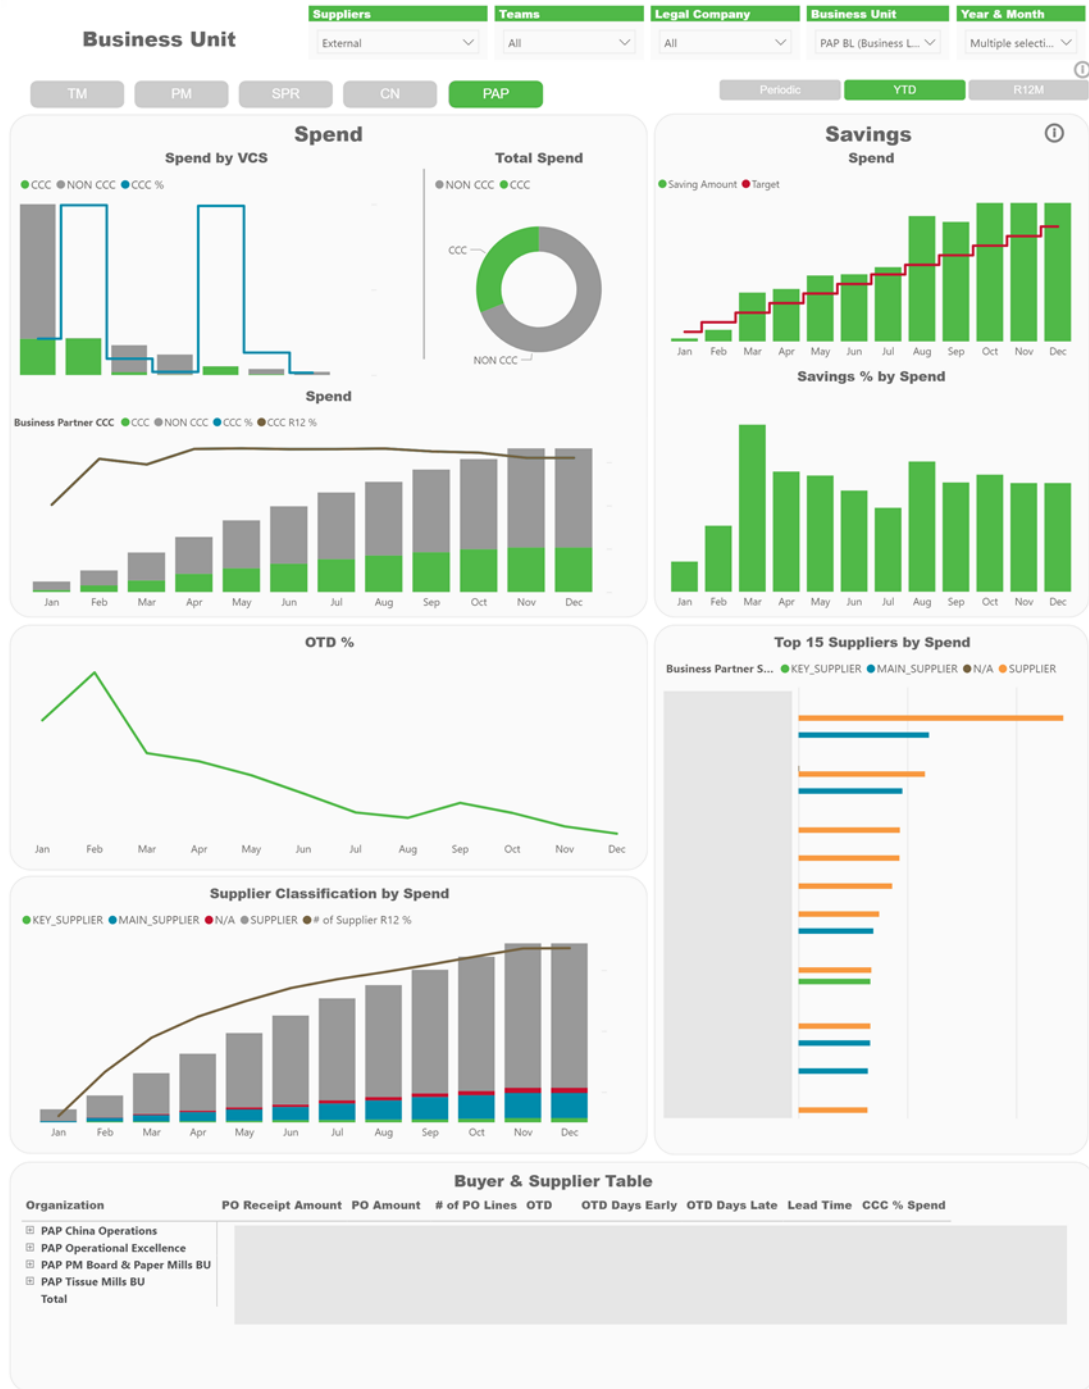 Business Unit
Suppliers
External
Teams
All
Legal Company
All
Business Unit
PAP BL (Business L...
Year & Month
Multiple selecti...
TM
PM
SPR
CN
PAP
Periodic
YTD
R12M
Spend
Spend by VCS
CCC NON CCC CCC %
Total Spend
NON CCC CCC
CCC
NON CCC
Spend
Business Partner CCC CCC NON CCC CCC % CCC R12 %
Jan Feb Mar Apr May Jun Jul Aug Sep Oct Nov Dec
Savings
Spend
Saving Amount Target
Jan Feb Mar Apr May Jun Jul Aug Sep Oct Nov Dec
Savings % by Spend
Jan Feb Mar Apr May Jun Jul Aug Sep Oct Nov Dec
OTD %
Jan Feb Mar Apr May Jun Jul Aug Sep Oct Nov Dec
Top 15 Suppliers by Spend
Business Partner S... KEY_SUPPLIER MAIN_SUPPLIER N/A SUPPLIER
Supplier Classification by Spend
KEY_SUPPLIER MAIN_SUPPLIER N/A SUPPLIER # of Supplier R12 %
Jan Feb Mar Apr May Jun Jul Aug Sep Oct Nov Dec
Buyer & Supplier Table
Organization PO Receipt Amount PO Amount # of PO Lines OTD OTD Days Early OTD Days Late Lead Time CCC % Spend
PAP China Operations
PAP Operational Excellence
PAP PM Board & Paper Mills BU
PAP Tissue Mills BU
Total